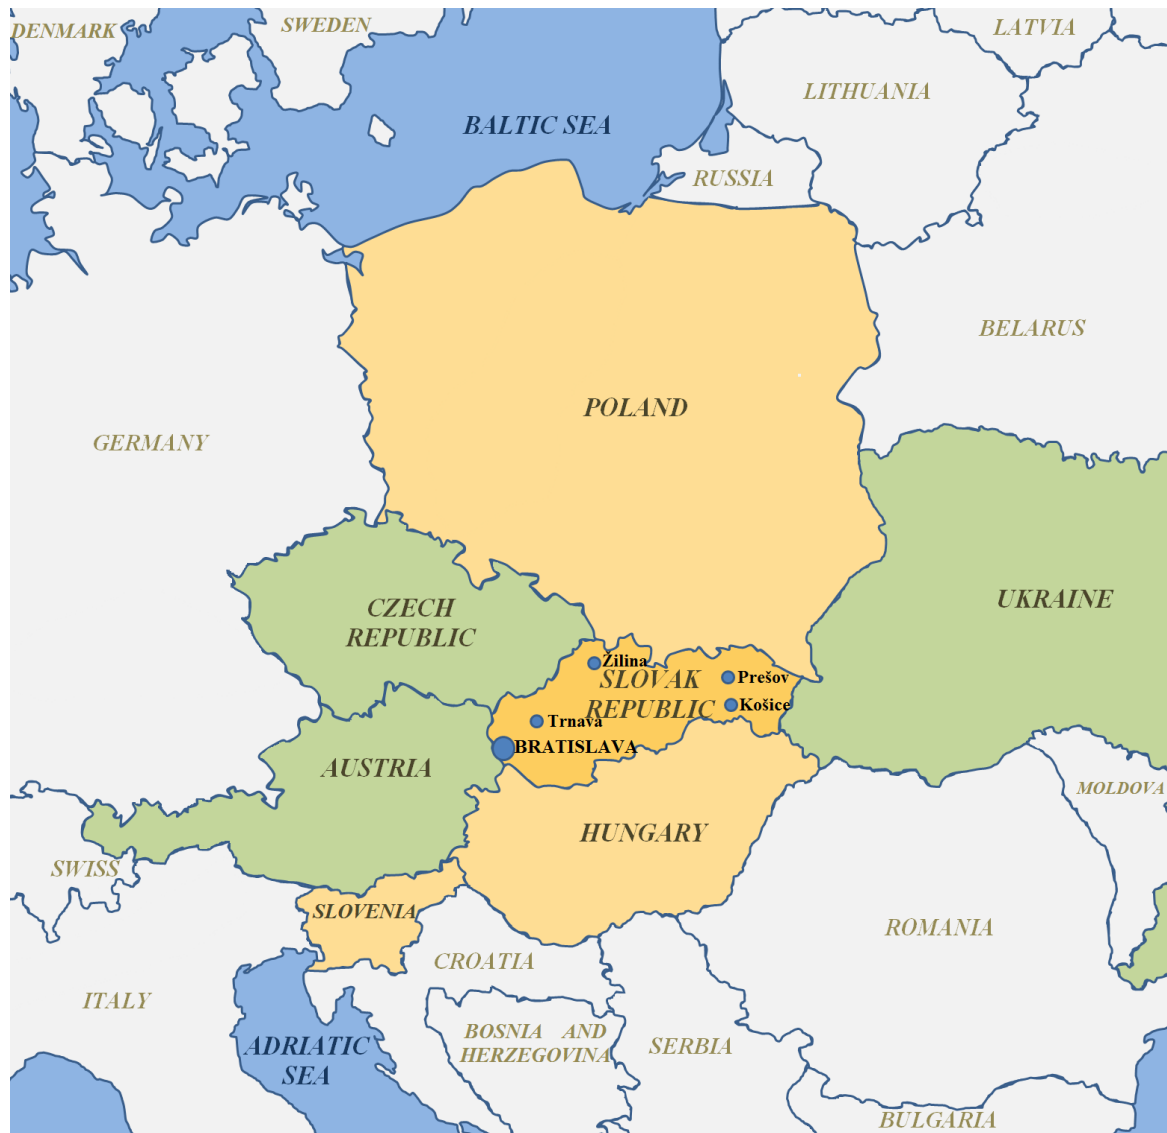 DENMARK
SWEDEN
LATVIA
LITHUANIA
BALTIC SEA
RUSSIA
BELARUS
POLAND
GERMANY
UKRAINE
CZECH
REPUBLIC
Žilina
SLOVAK
REPUBLIC
Prešov
Košice
Trnava
BRATISLAVA
AUSTRIA
MOLDOVA
HUNGARY
SWISS
SLOVENIA
ROMANIA
CROATIA
ITALY
BOSNIA AND
HERZEGOVINA
SERBIA
ADRIATIC
SEA
BULGARIA